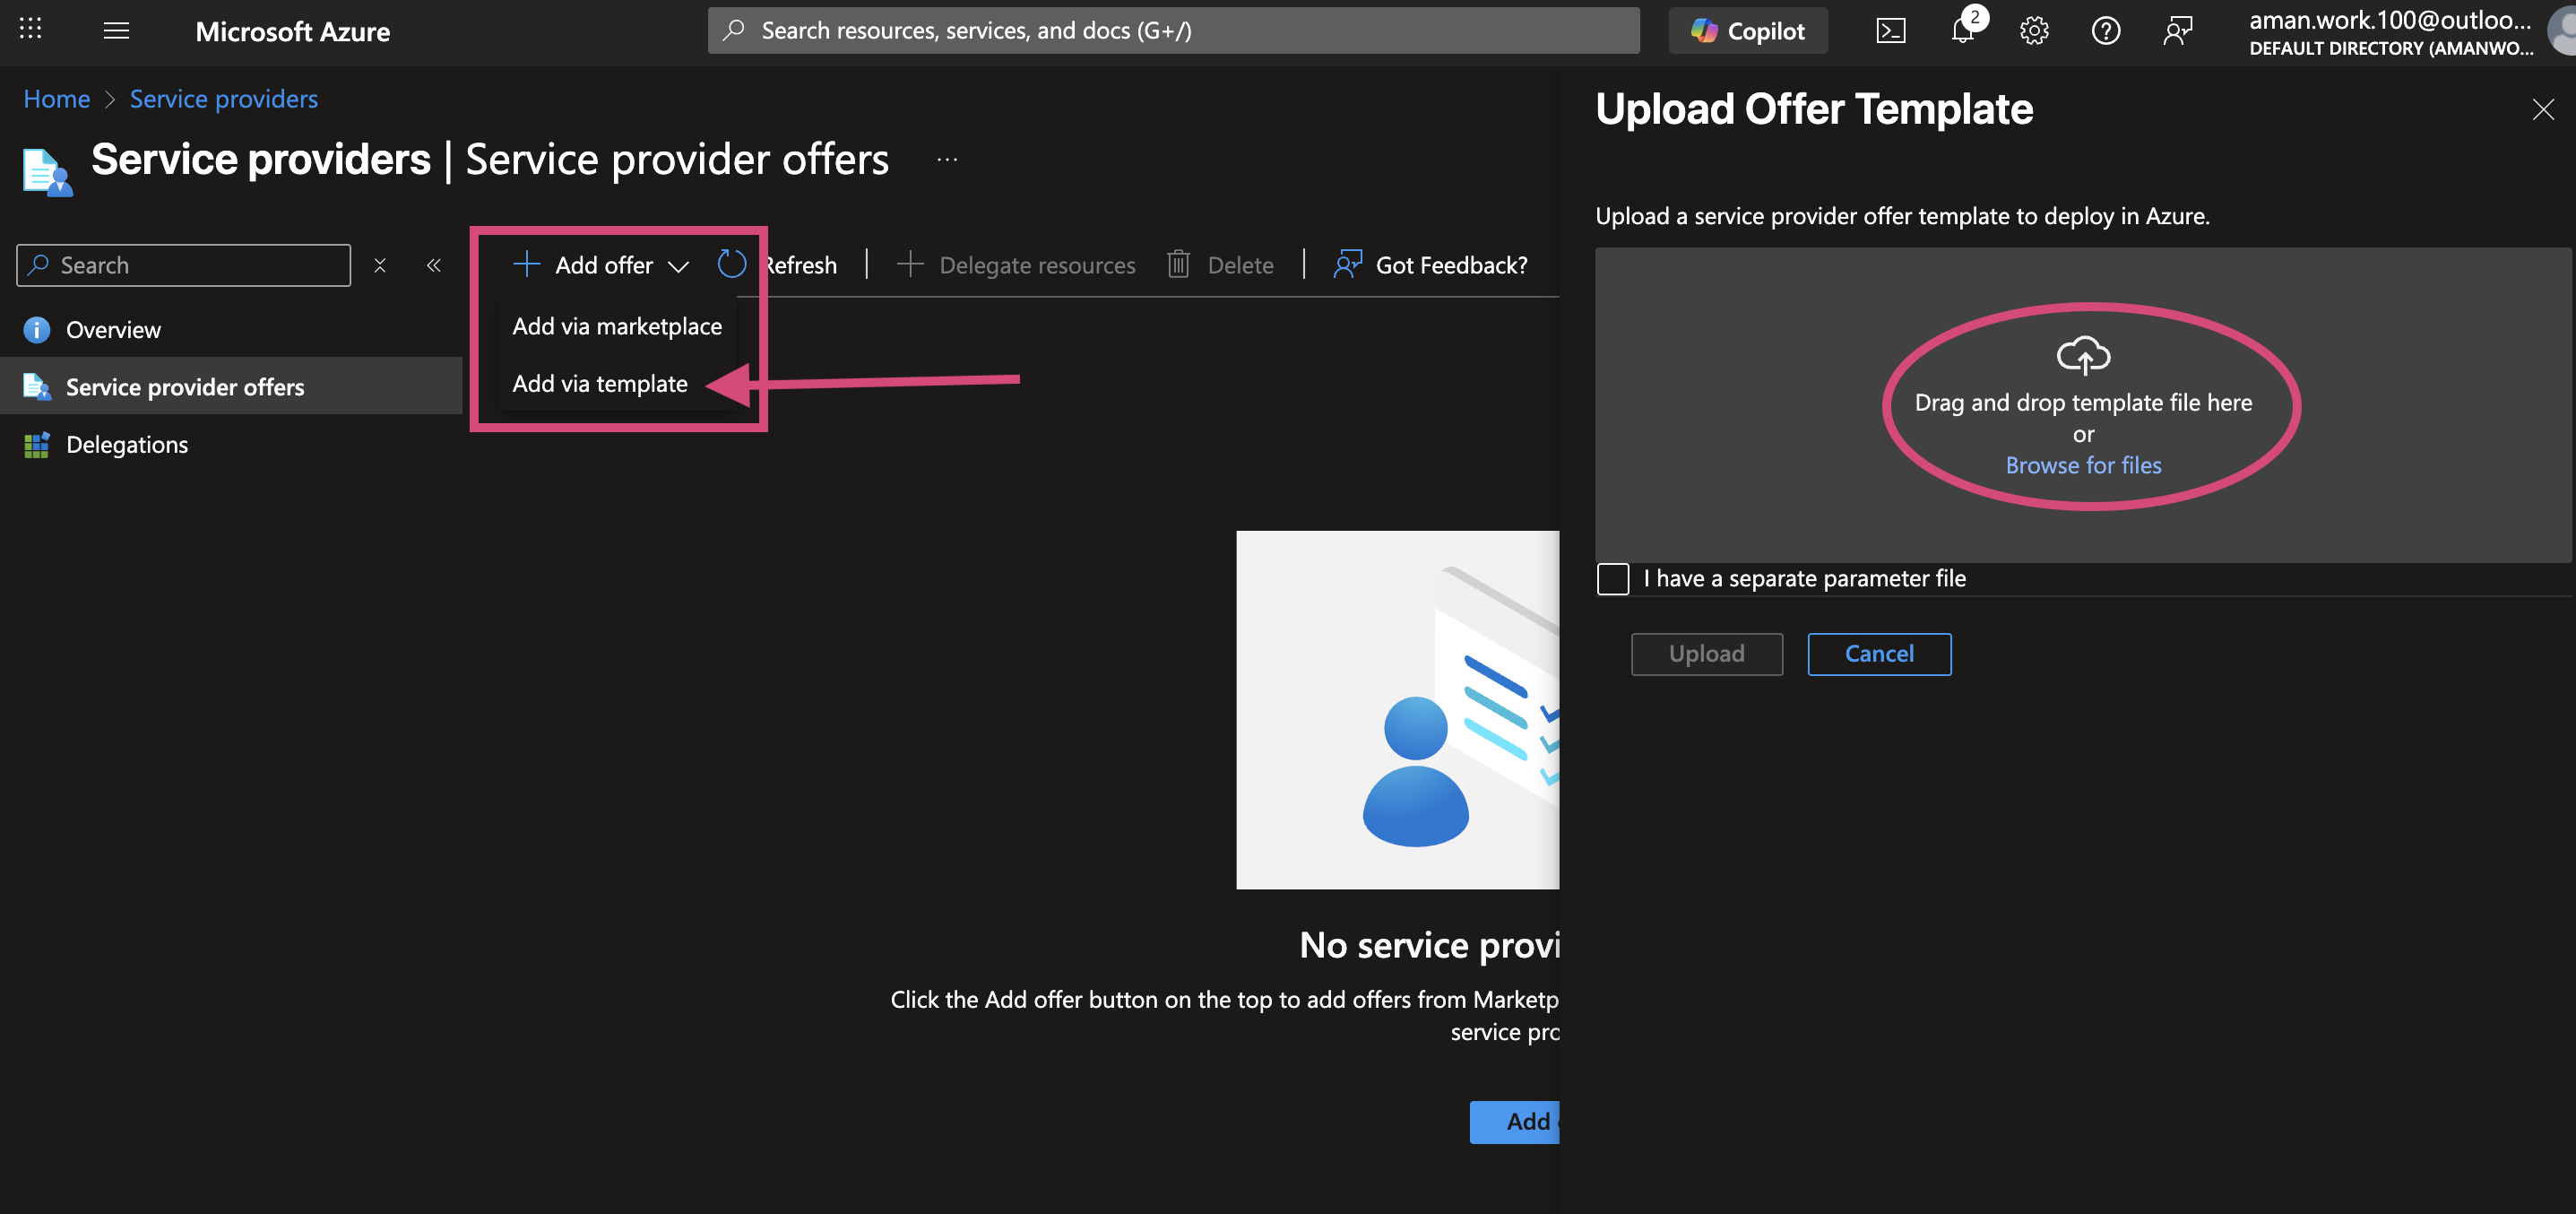 Microsoft Azure
Search resources, services, and docs (G+/)
Copilot
2
aman.work.100@outloo...
DEFAULT DIRECTORY (AMANWO...
Home > Service providers
Service providers | Service provider offers
...
Search
Overview
Service provider offers
Delegations
Add offer
Refresh
Delegate resources
Delete
Got Feedback?
Add via marketplace
Add via template
No service provi
Click the Add offer button on the top to add offers from Marketp
service pro
Add
Upload Offer Template
Upload a service provider offer template to deploy in Azure.
Drag and drop template file here
or
Browse for files
I have a separate parameter file
Upload
Cancel